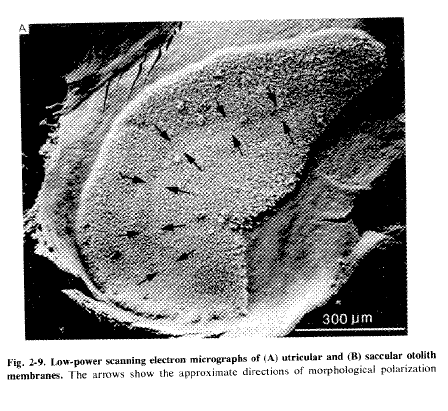 A
300 μm
Fig. 2-9. Low-power scanning electron micrographs of (A) utricular and (B) saccular otolith
membranes. The arrows show the approximate directions of morphological polarization